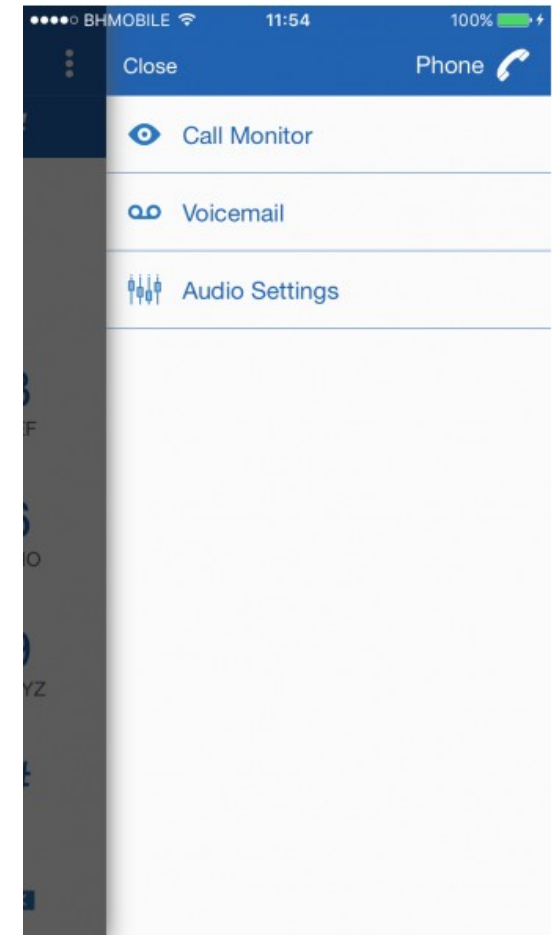 BHMOBILE 11:54 100%
Close Phone
Call Monitor
Voicemail
Audio Settings